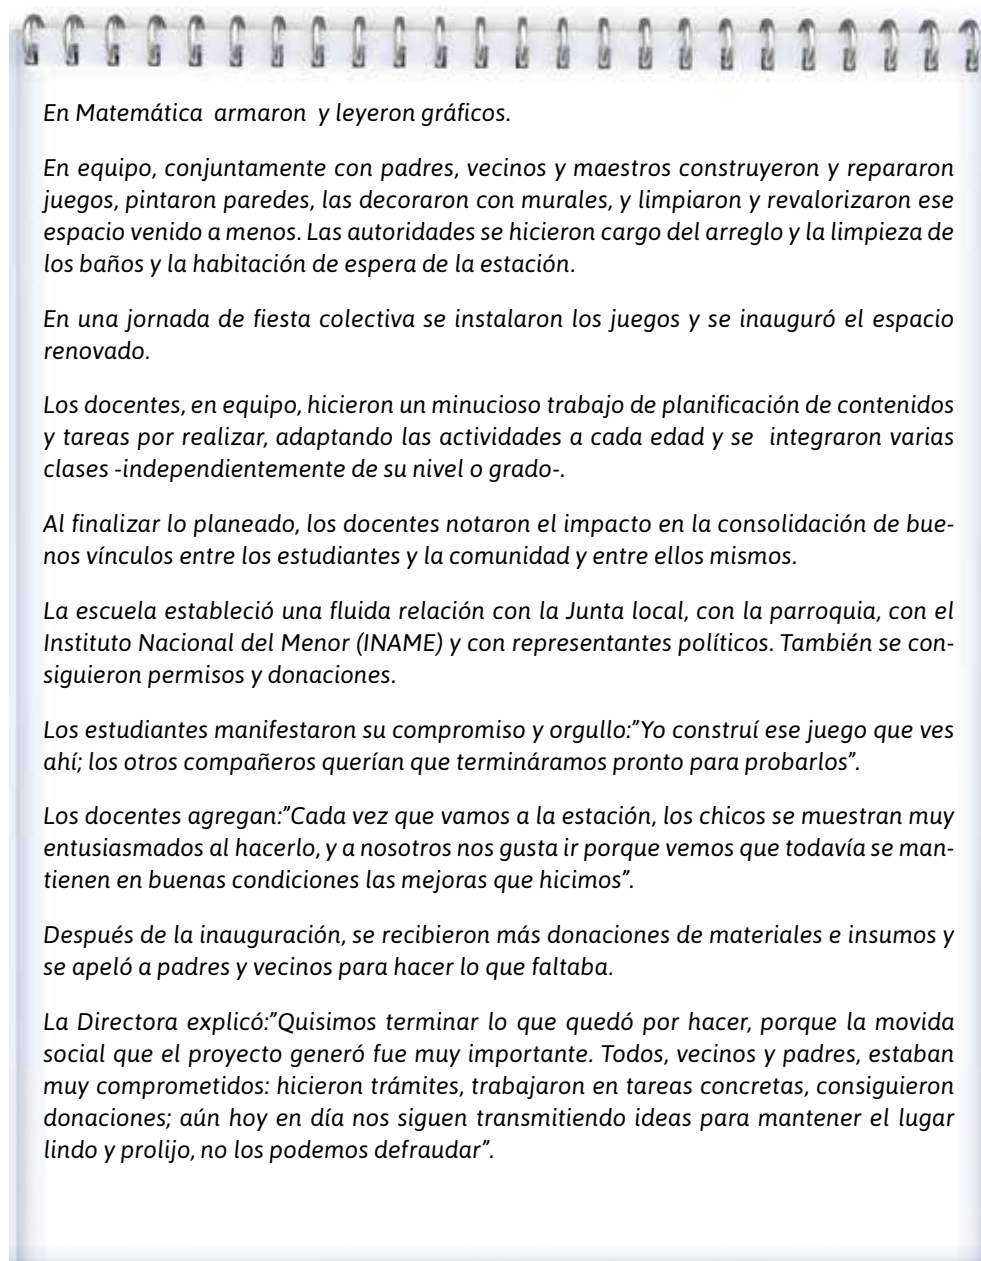 En Matemática  armaron  y leyeron gráficos.
En equipo, conjuntamente con padres, vecinos y maestros construyeron y repararon
juegos, pintaron paredes, las decoraron con murales, y limpiaron y revalorizaron ese
espacio venido a menos. Las autoridades se hicieron cargo del arreglo y la limpieza de
los baños y la habitación de espera de la estación.
En una jornada de fiesta colectiva se instalaron los juegos y se inauguró el espacio
renovado.
Los docentes, en equipo, hicieron un minucioso trabajo de planificación de contenidos
y tareas por realizar, adaptando las actividades a cada edad y se  integraron varias
clases -independientemente de su nivel o grado-.
Al finalizar lo planeado, los docentes notaron el impacto en la consolidación de bue-
nos vínculos entre los estudiantes y la comunidad y entre ellos mismos.
La escuela estableció una fluida relación con la Junta local, con la parroquia, con el
Instituto Nacional del Menor (INAME) y con representantes políticos. También se con-
siguieron permisos y donaciones.
Los estudiantes manifestaron su compromiso y orgullo:”Yo construí ese juego que ves
ahí; los otros compañeros querían que termináramos pronto para probarlos”.
Los docentes agregan:”Cada vez que vamos a la estación, los chicos se muestran muy
entusiasmados al hacerlo, y a nosotros nos gusta ir porque vemos que todavía se man-
tienen en buenas condiciones las mejoras que hicimos”.
Después de la inauguración, se recibieron más donaciones de materiales e insumos y
se apeló a padres y vecinos para hacer lo que faltaba.
La Directora explicó:”Quisimos terminar lo que quedó por hacer, porque la movida
social que el proyecto generó fue muy importante. Todos, vecinos y padres, estaban
muy comprometidos: hicieron trámites, trabajaron en tareas concretas, consiguieron
donaciones; aún hoy en día nos siguen transmitiendo ideas para mantener el lugar
lindo y prolijo, no los podemos defraudar”.